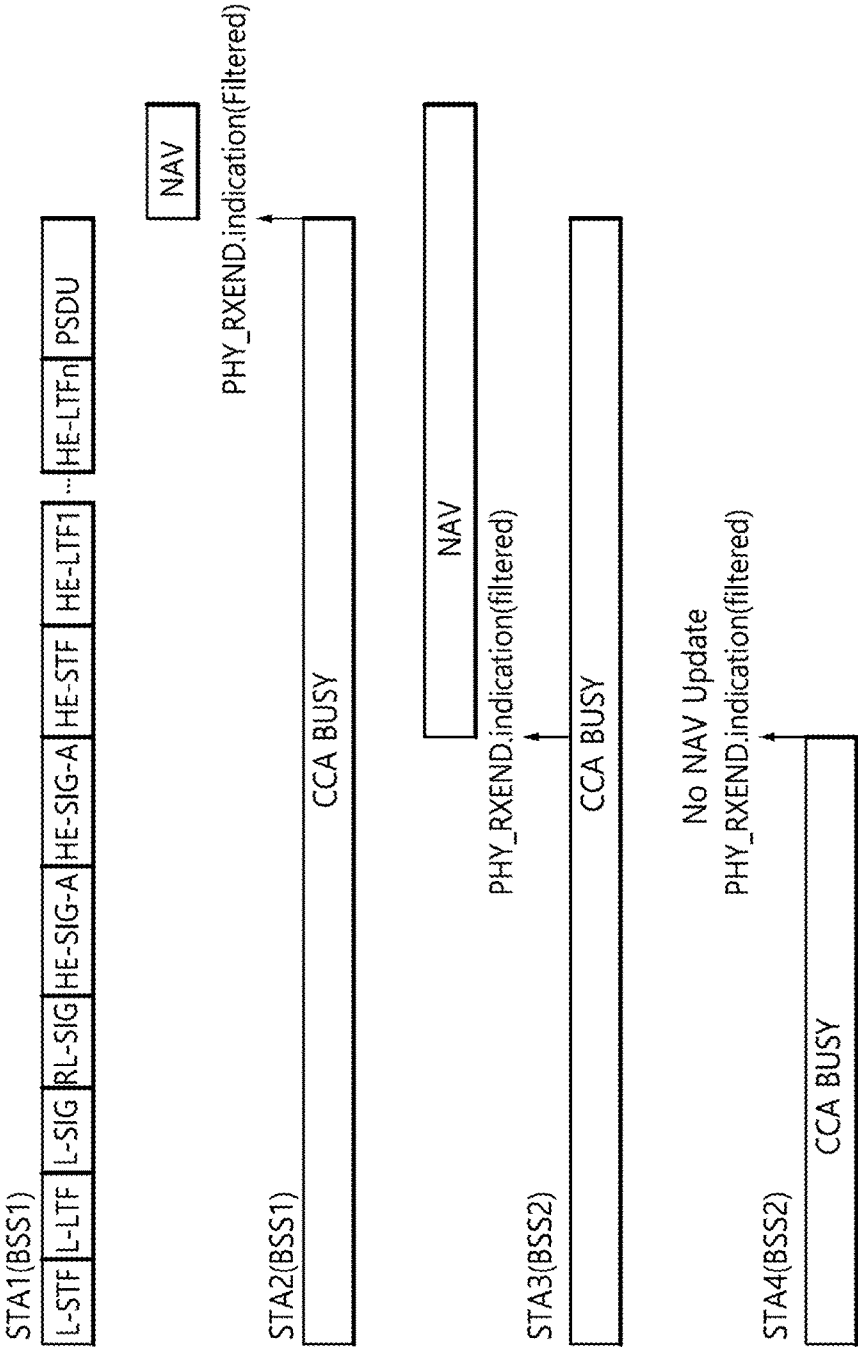 STA1(BSS1)
L-STF L-LTF L-SIG RL-SIG HE-SIG-A HE-SIG-A HE-STF HE-LTF1 ... HE-LTFn PSDU
NAV
PHY_RXEND.indication(Filtered)
STA2(BSS1)
CCA BUSY
NAV
PHY_RXEND.indication(filtered)
STA3(BSS2)
CCA BUSY
No NAV Update
PHY_RXEND.indication(filtered)
STA4(BSS2)
CCA BUSY